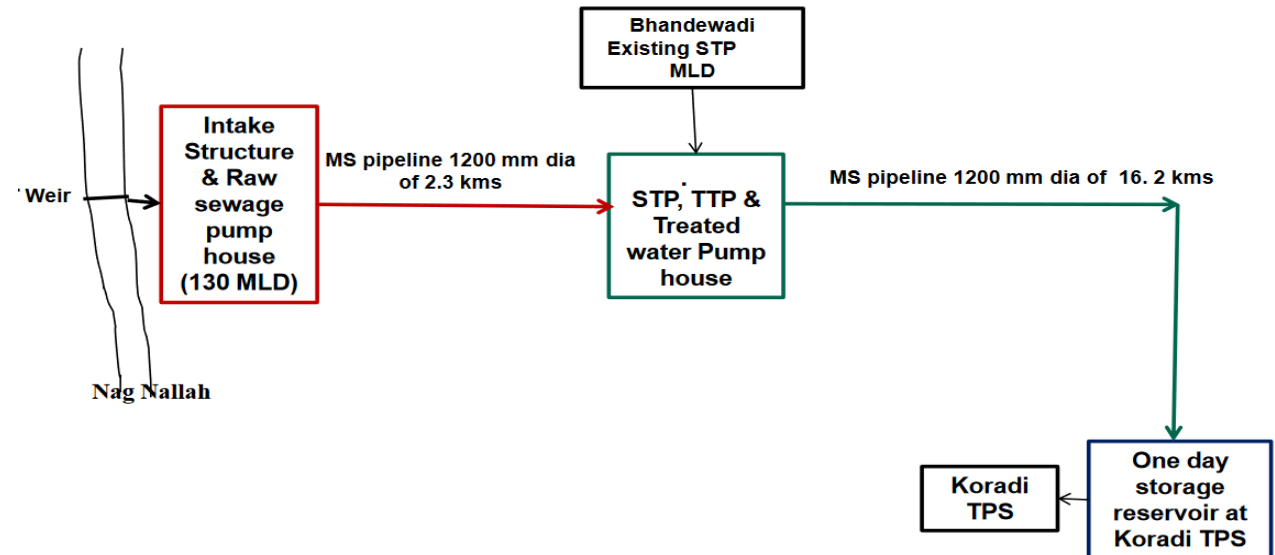 Weir
Nag Nallah
Intake
Structure
& Raw
sewage
pump
house
(130 MLD)
MS pipeline 1200 mm dia
of 2.3 kms
Bhandewadi
Existing STP
MLD
STP, TTP &
Treated
water Pump
house
MS pipeline 1200 mm dia of 16. 2 kms
One day
storage
reservoir at
Koradi TPS
Koradi
TPS